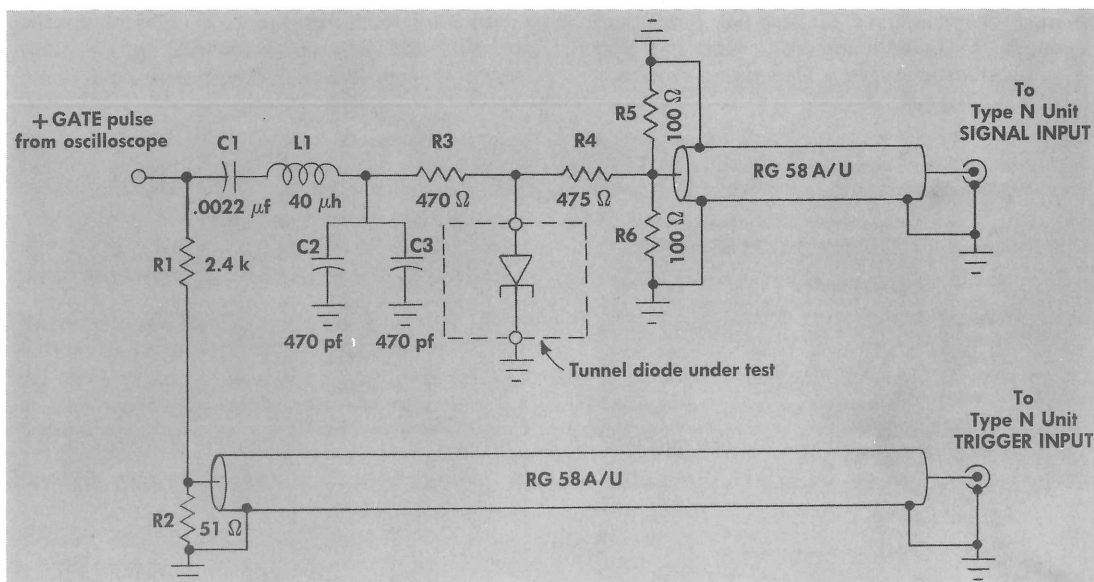 + GATE pulse
from oscilloscope
C1
.0022 μf
L1
40 μh
R3
470 Ω
R4
475 Ω
R5
100 Ω
R6
100 Ω
RG 58 A/U
To
Type N Unit
SIGNAL INPUT
R1
2.4 k
C2
470 pf
C3
470 pf
Tunnel diode under test
To
Type N Unit
TRIGGER INPUT
RG 58 A/U
R2
51 Ω